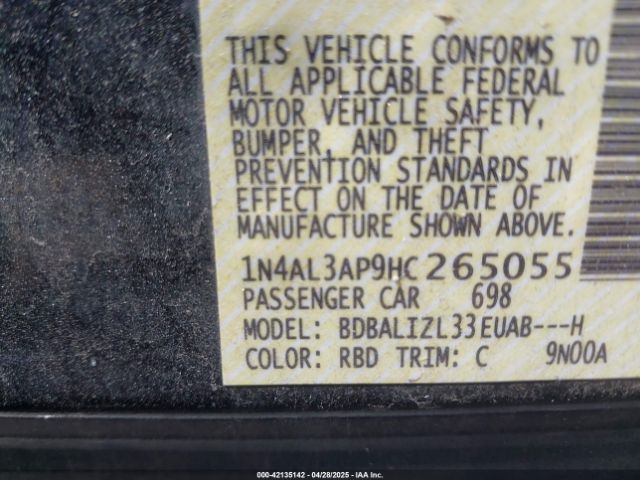 THIS VEHICLE CONFORMS TO
ALL APPLICABLE FEDERAL
MOTOR VEHICLE SAFETY,
BUMPER, AND THEFT
PREVENTION STANDARDS IN
EFFECT ON THE DATE OF
MANUFACTURE SHOWN ABOVE.
1N4AL3AP9HC265055
PASSENGER CAR 698
MODEL: BDBALIZL33EUAB---H
COLOR: RBD TRIM: C 9N00A
000-42135142 | 04/28/2025 | IAAI.COM